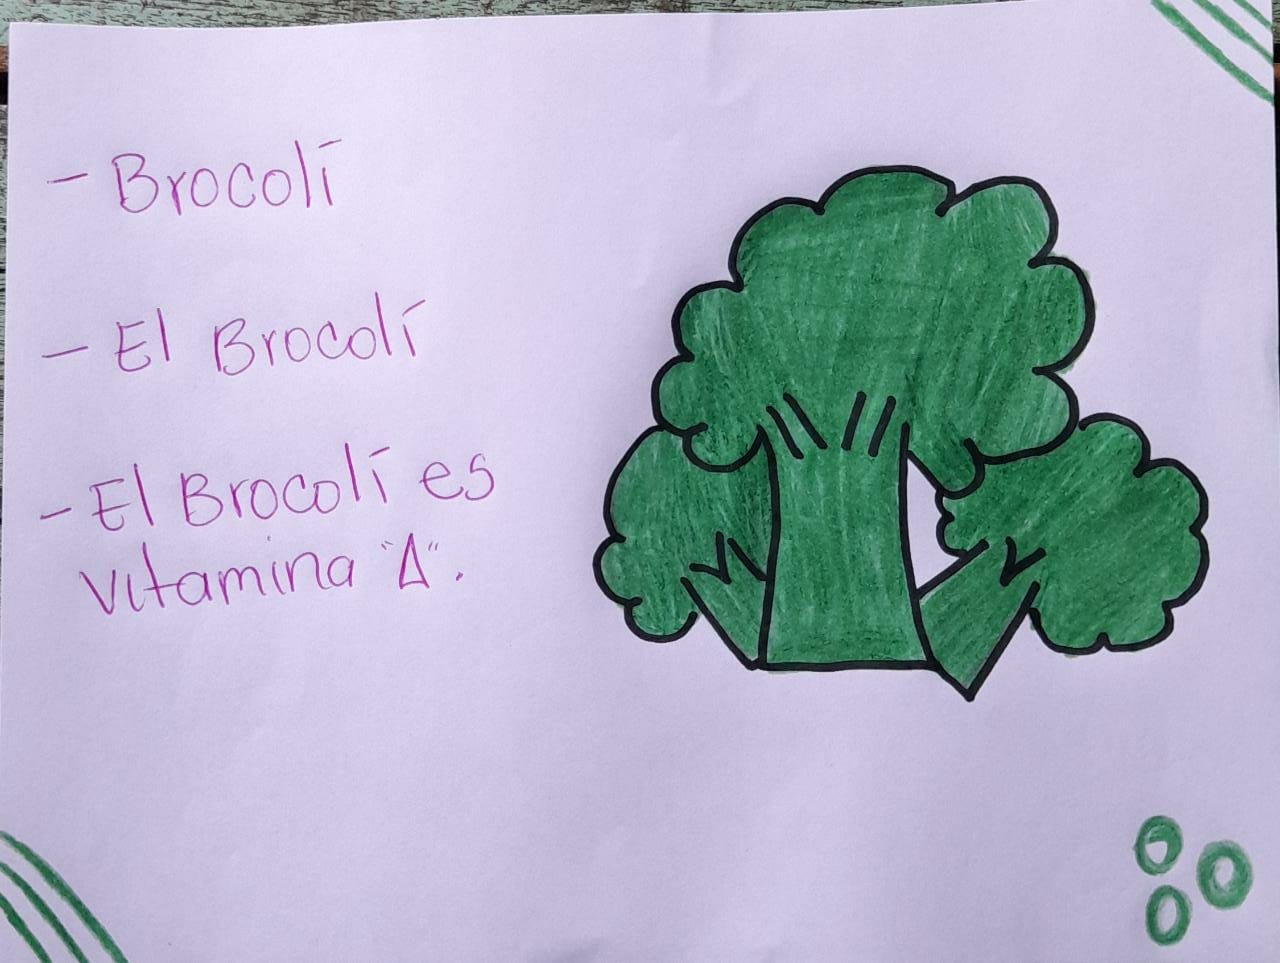 - Brocolí
- El Brocolí
- El Brocolí es
vitamina "A".